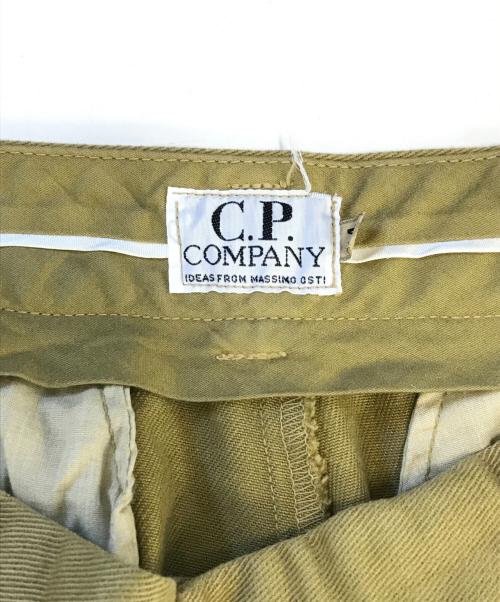 C.P.
COMPANY
IDEAS FROM MASSIMO OSTI